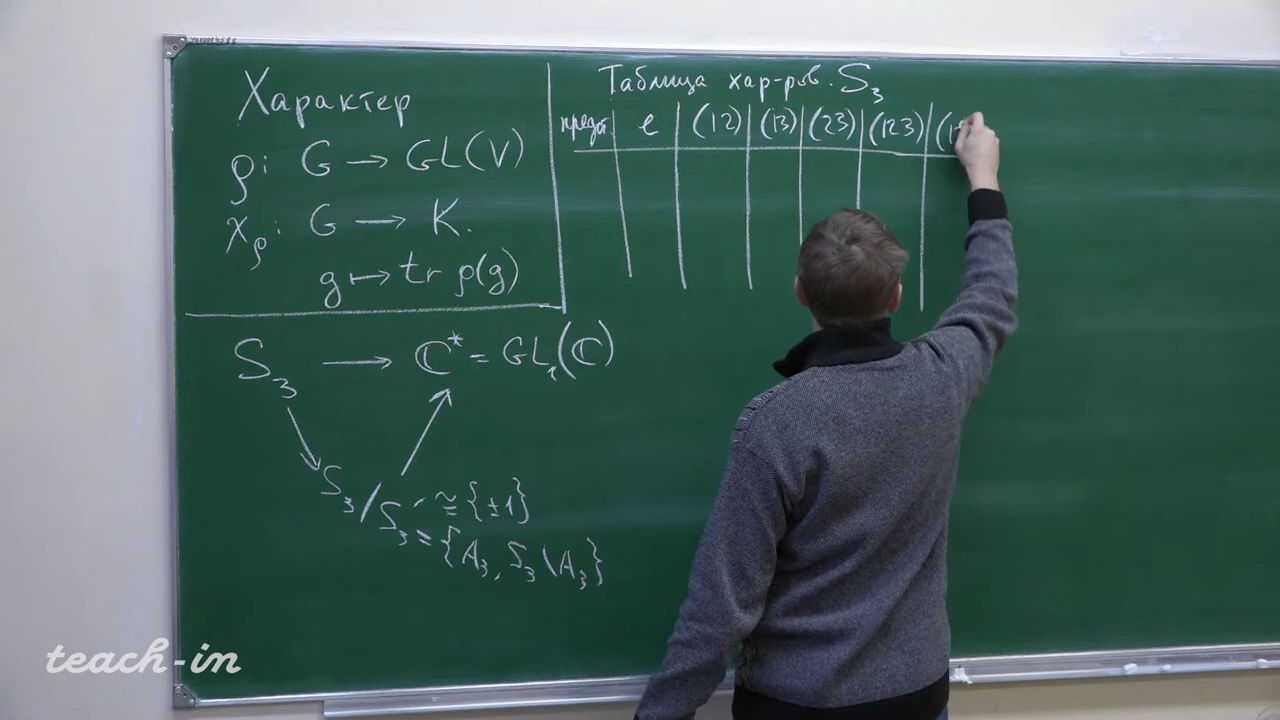 Характер
ρ: G → GL(V)
χ_ρ: G → K.
g ↦ tr ρ(g)
S₃ → ℂ* = GL₁(ℂ)
S₃/S₃′ ≅ {±1}
= {A₃, S₃\A₃}
Таблица хар-ров. S₃
предст. e (12) (13) (23) (123)
teach-in